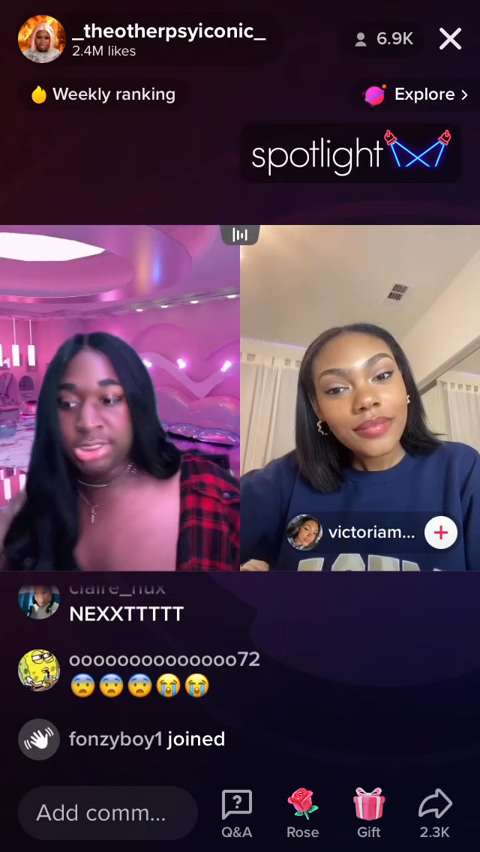 _theotherpsyiconic_
2.4M likes
6.9K
Weekly ranking
Explore >
spotlight
victoriam...
NEXXTTTTT
oooooooooooooo72
😨😨😨😭😭
fonzyboy1 joined
Add comm...
Q&A
Rose
Gift
2.3K